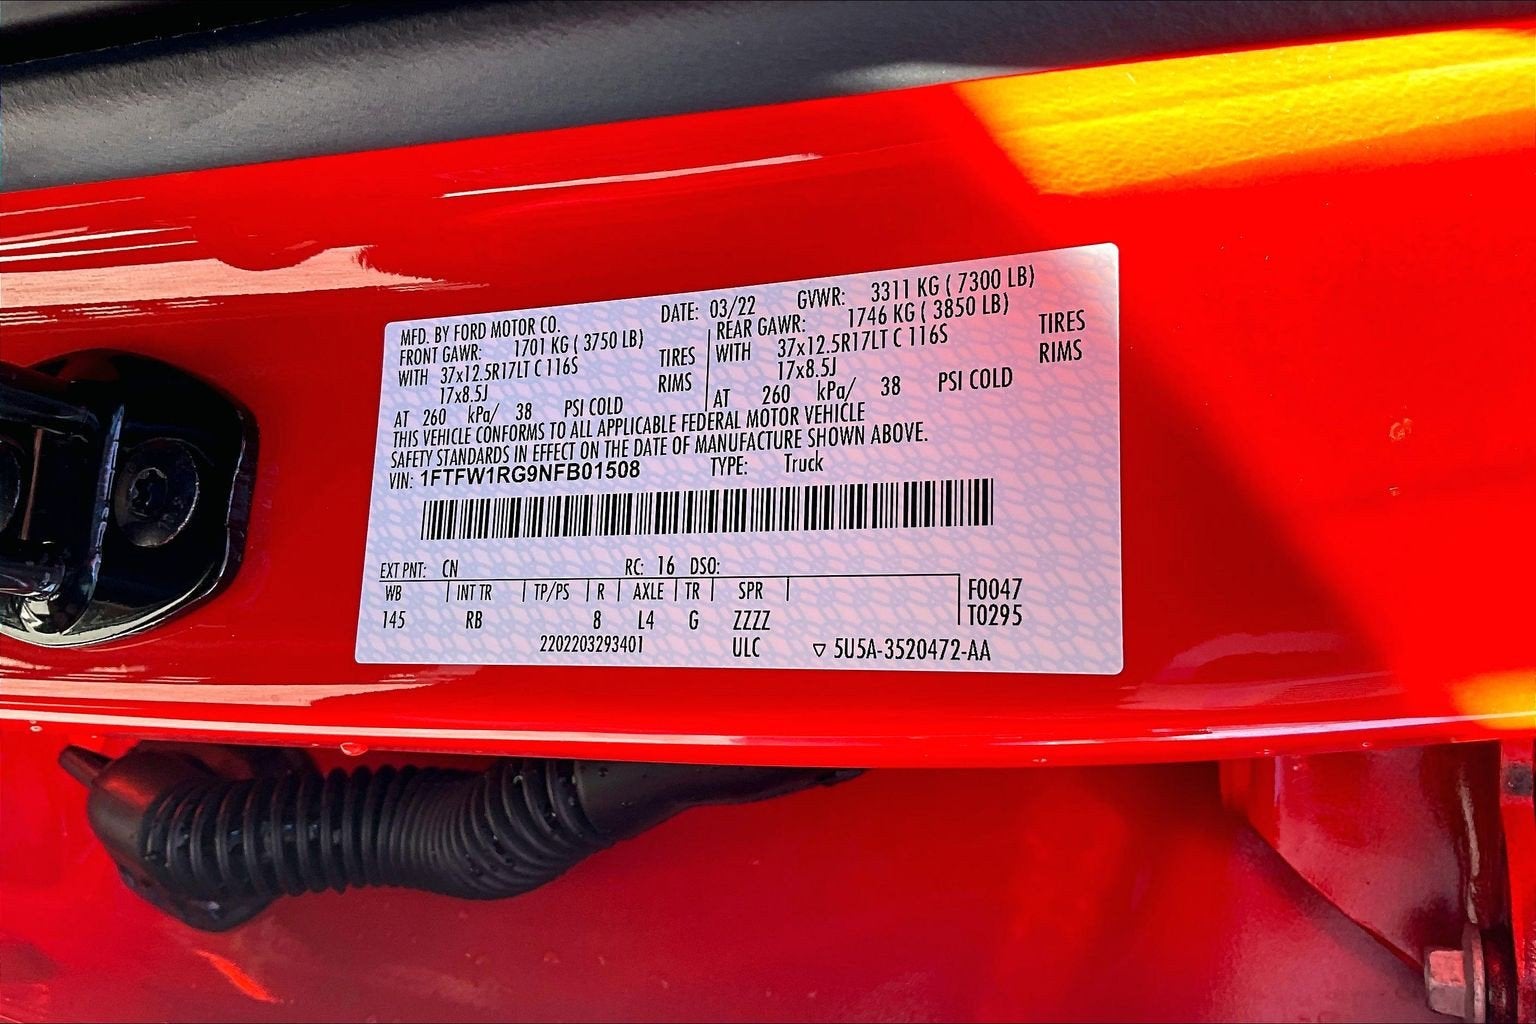 MFD. BY FORD MOTOR CO. DATE: 03/22 GVWR: 3311 KG ( 7300 LB)
FRONT GAWR: 1701 KG ( 3750 LB) REAR GAWR: 1746 KG ( 3850 LB)
WITH 37x12.5R17LT C 116S TIRES WITH 37x12.5R17LT C 116S TIRES
17x8.5J RIMS 17x8.5J RIMS
AT 260 kPa/ 38 PSI COLD AT 260 kPa/ 38 PSI COLD
THIS VEHICLE CONFORMS TO ALL APPLICABLE FEDERAL MOTOR VEHICLE
SAFETY STANDARDS IN EFFECT ON THE DATE OF MANUFACTURE SHOWN ABOVE.
VIN: 1FTFW1RG9NFB01508 TYPE: Truck
EXT PNT: CN RC: 16 DSO:
WB INT TR TP/PS R AXLE TR SPR F0047
145 RB 8 L4 G ZZZZ T0295
2202203293401 ULC ▽ 5U5A-3520472-AA